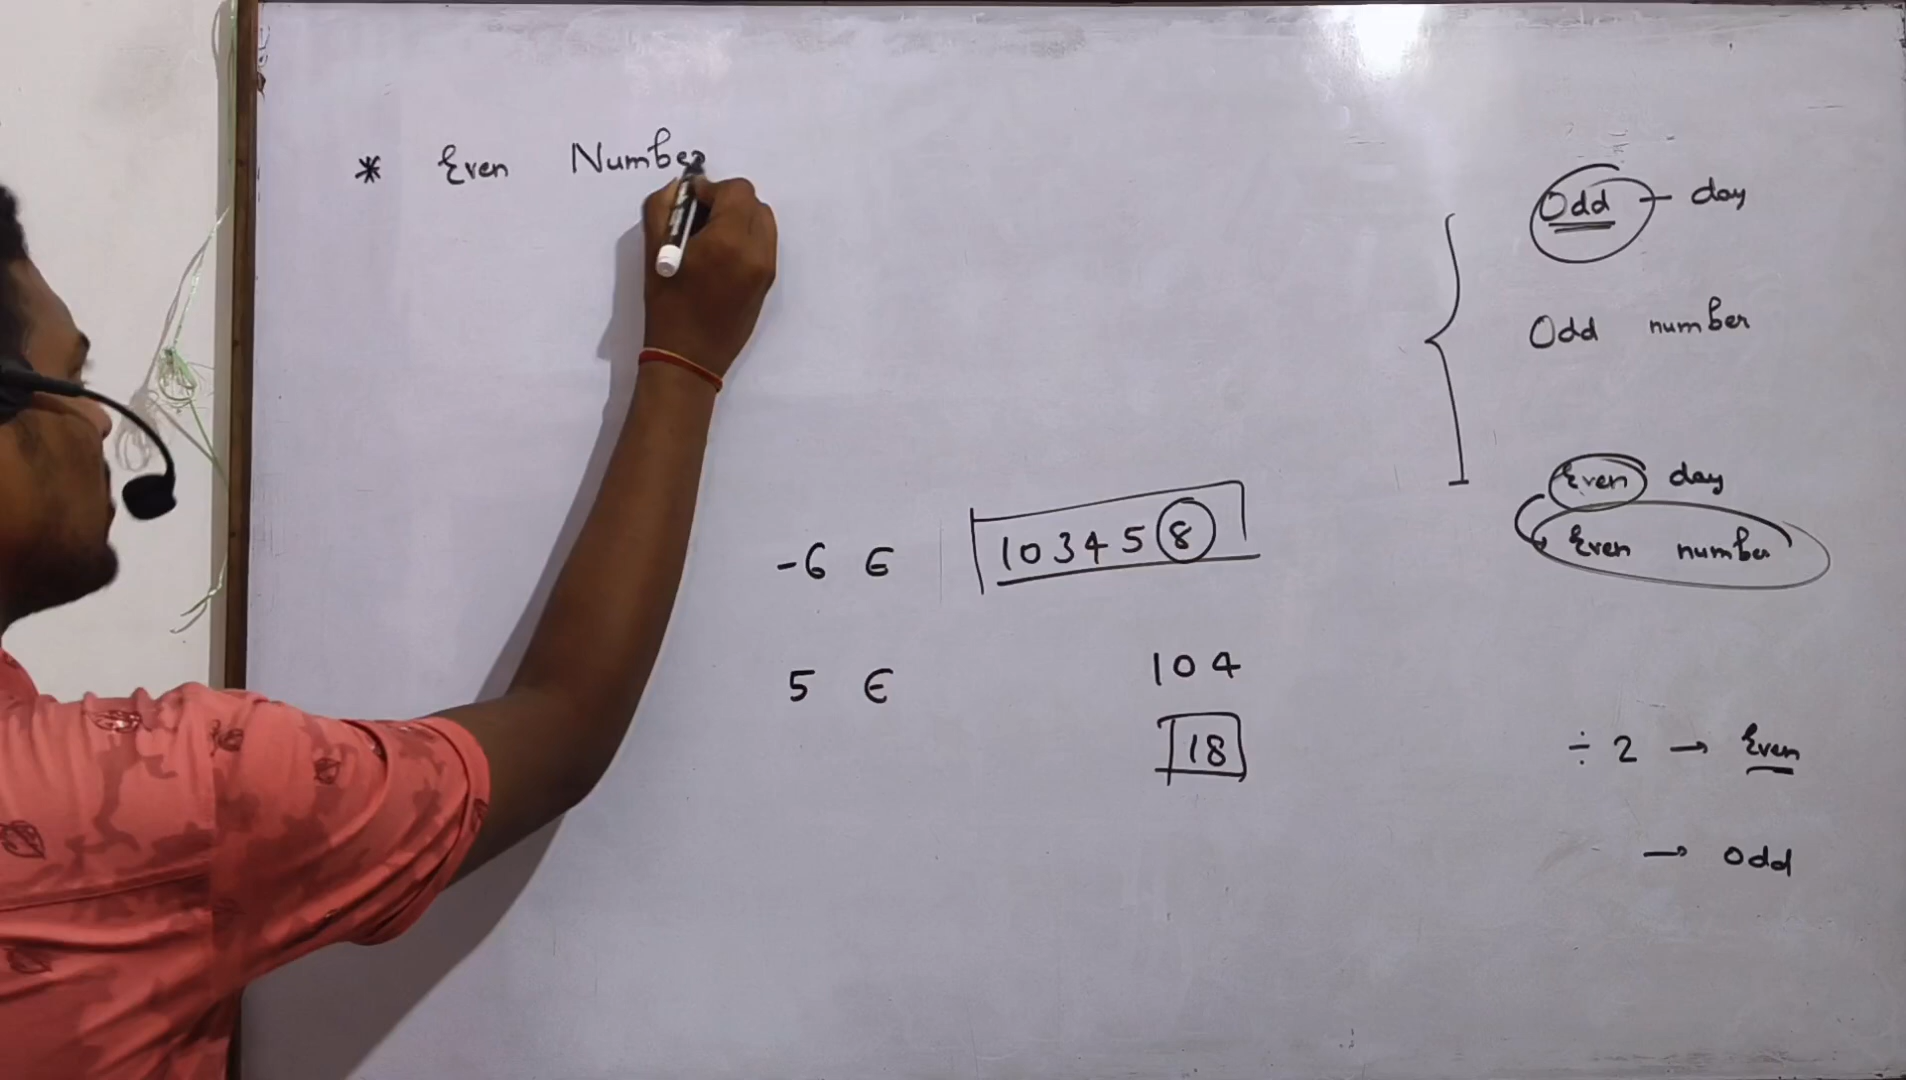 * Even Number
Odd - day
Odd number
Even day
Even number
-6 ∈
103458
5 ∈
104
18
÷ 2 → Even
→ odd